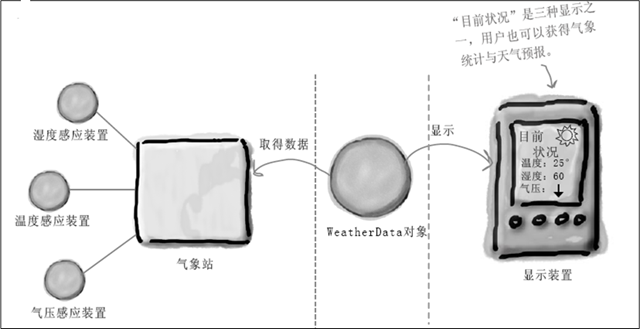 “目前状况”是三种显示之
一，用户也可以获得气象
统计与天气预报。
湿度感应装置
取得数据
显示
目前
状况
温度：25°
湿度：60
气压：
温度感应装置
WeatherData对象
气象站
显示装置
气压感应装置